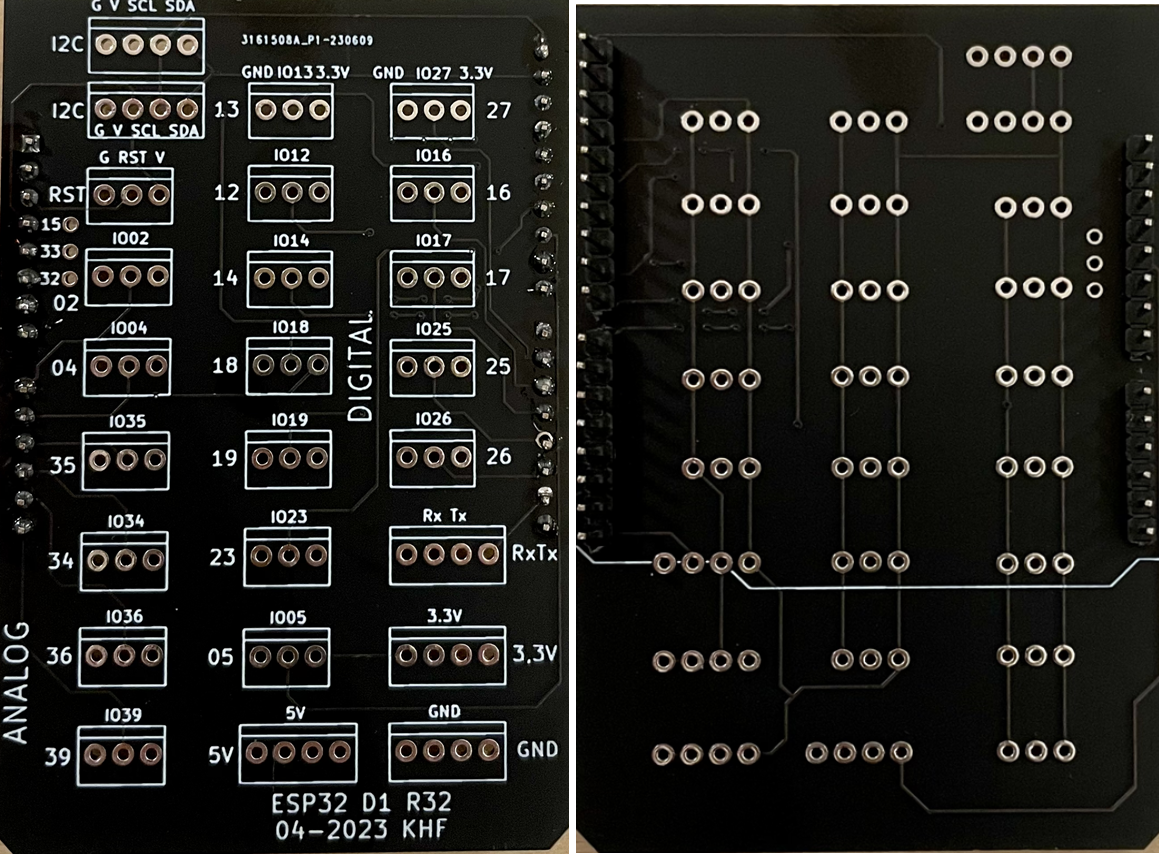 G V SCL SDA
I2C
3161508A_P1-230609
GND IO13 3.3V
GND IO27 3.3V
I2C
13
27
G V SCL SDA
G RST V
IO12
IO16
RST
12
16
15
IO02
IO14
IO17
33
32
14
17
02
IO04
IO18
IO25
04
18
25
DIGITAL
IO35
IO19
IO26
35
19
26
IO34
IO23
Rx Tx
34
23
RxTx
IO36
IO05
3.3V
36
05
3.3V
ANALOG
IO39
5V
GND
39
5V
GND
ESP32 D1 R32
04-2023 KHF